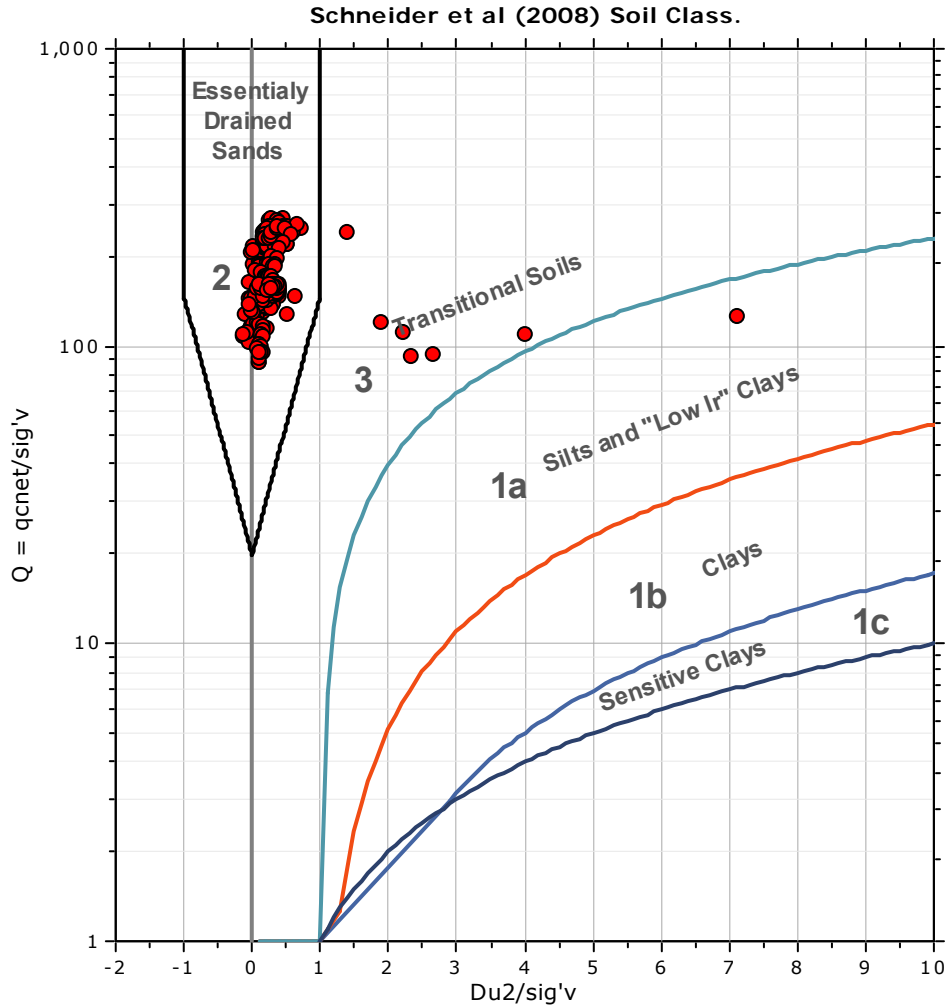 Schneider et al (2008) Soil Class.
1,000
Essentialy
Drained
Sands
2
Transitional Soils
100
3
Silts and "Low Ir" Clays
1a
Clays
1b
1c
Sensitive Clays
10
1
Q = qcnet/sig'v
-2 -1 0 1 2 3 4 5 6 7 8 9 10
Du2/sig'v